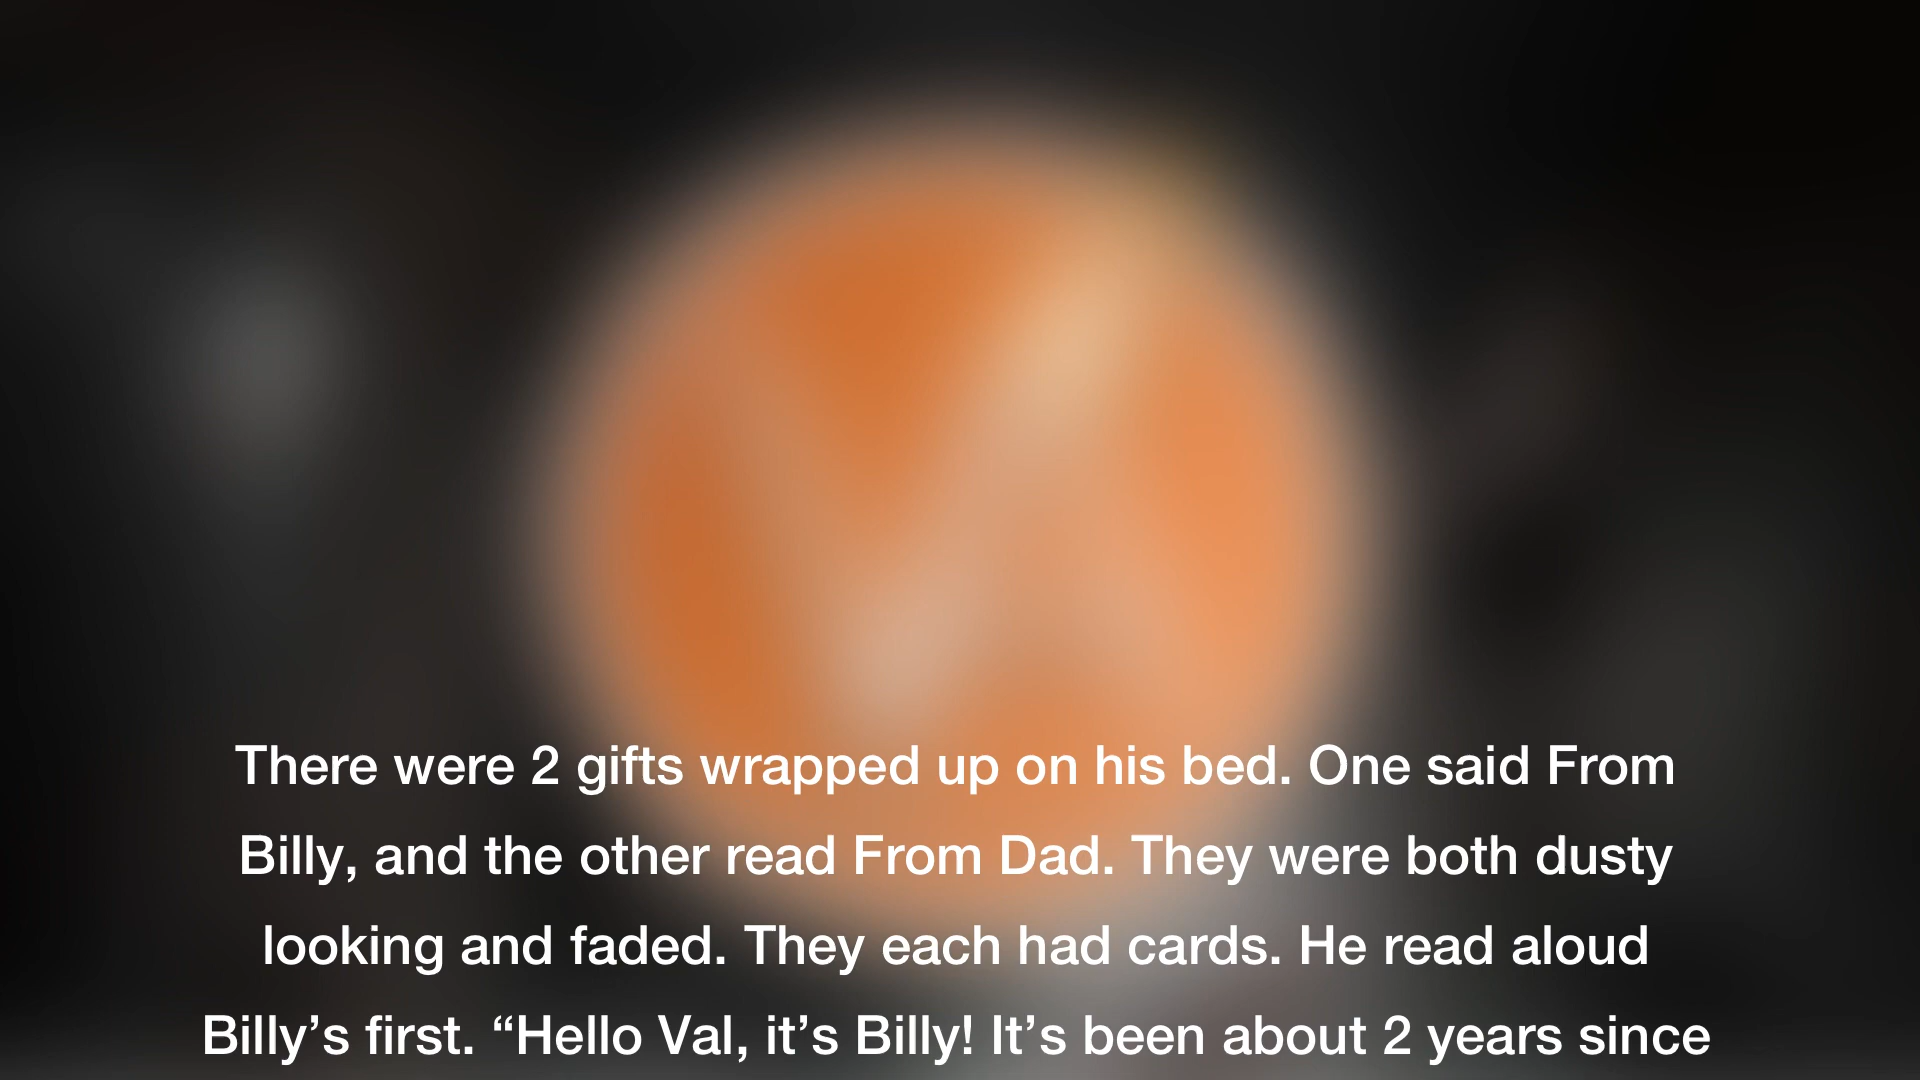 There were 2 gifts wrapped up on his bed. One said From
Billy, and the other read From Dad. They were both dusty
looking and faded. They each had cards. He read aloud
Billy’s first. “Hello Val, it’s Billy! It’s been about 2 years since